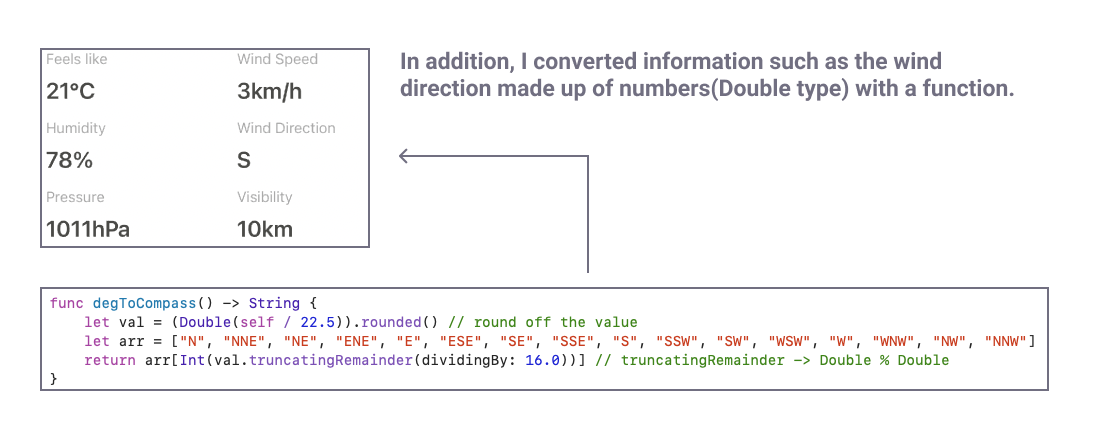 Feels like
Wind Speed
21°C
3km/h
Humidity
Wind Direction
78%
S
Pressure
Visibility
1011hPa
10km
In addition, I converted information such as the wind
direction made up of numbers(Double type) with a function.
func degToCompass() -> String {
    let val = (Double(self / 22.5)).rounded() // round off the value
    let arr = ["N", "NNE", "NE", "ENE", "E", "ESE", "SE", "SSE", "S", "SSW", "SW", "WSW", "W", "WNW", "NW", "NNW"]
    return arr[Int(val.truncatingRemainder(dividingBy: 16.0))] // truncatingRemainder -> Double % Double
}